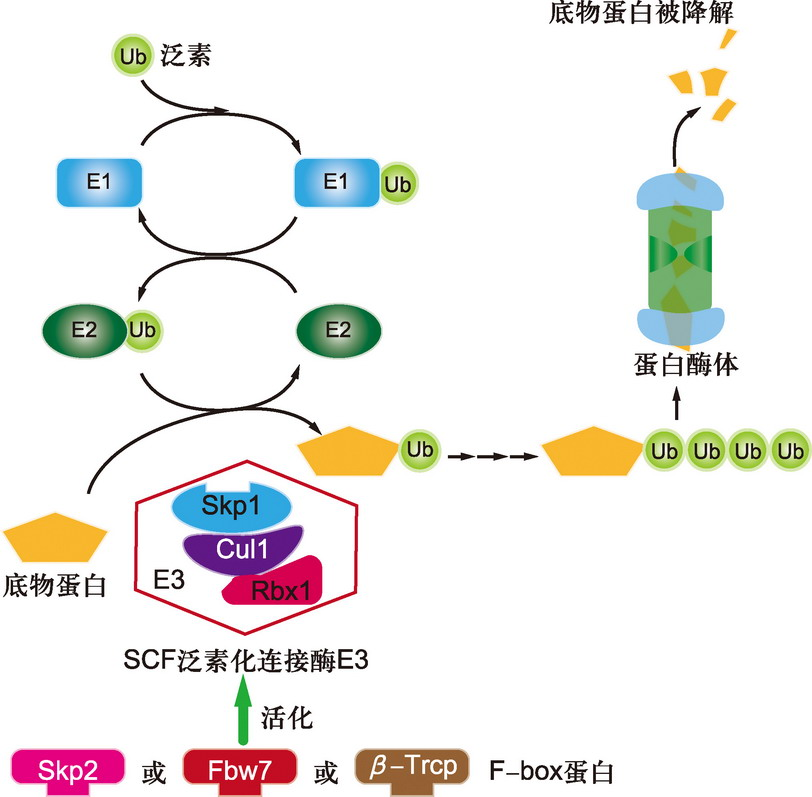 底物蛋白被降解
Ub 泛素
E1
E1 Ub
E2 Ub
E2
蛋白酶体
Ub
Ub Ub Ub Ub
底物蛋白
Skp1
Cul1
E3
Rbx1
SCF泛素化连接酶E3
活化
Skp2 或 Fbw7 或 β-Trcp F-box蛋白